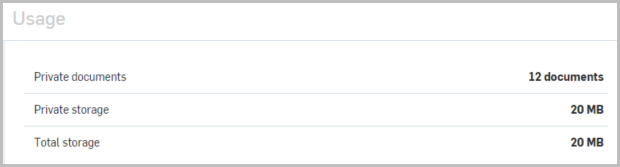 Usage
Private documents 12 documents
Private storage 20 MB
Total storage 20 MB